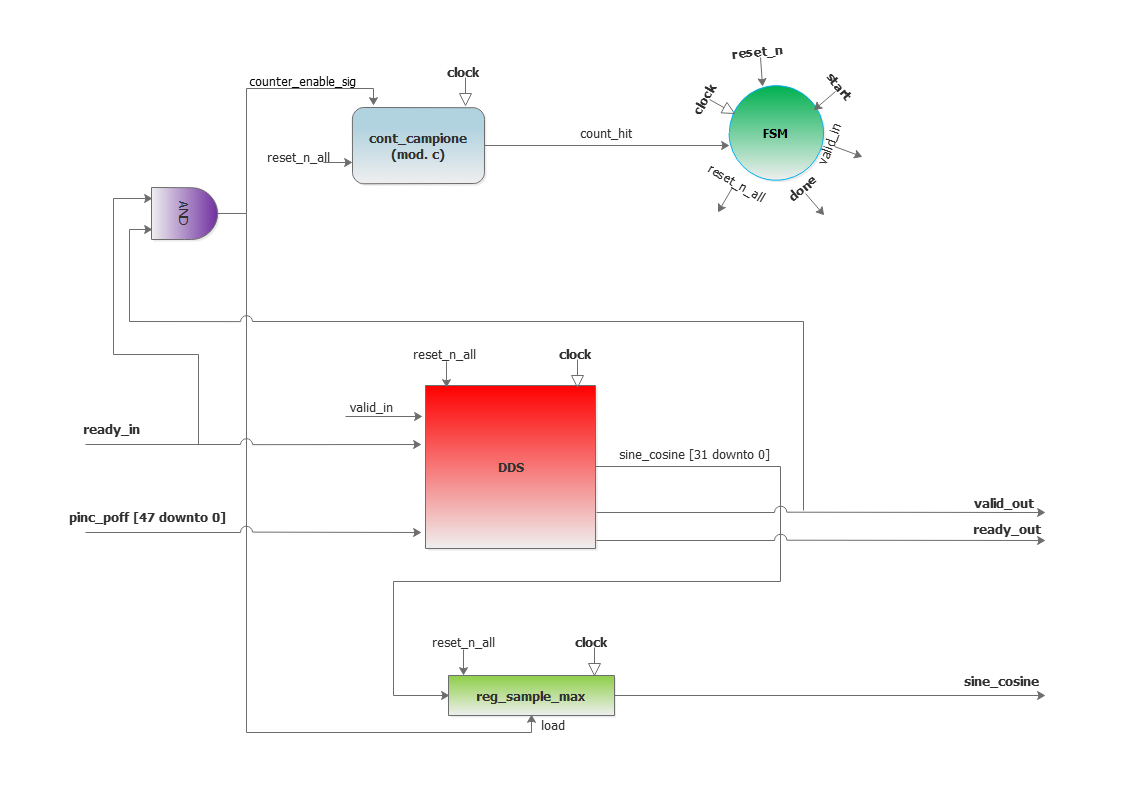 reset_n
clock
start
clock
counter_enable_sig
cont_campione
(mod. c)
count_hit
FSM
valid_in
reset_n_all
reset_n_all
done
AND
reset_n_all
clock
valid_in
ready_in
sine_cosine [31 downto 0]
DDS
valid_out
pinc_poff [47 downto 0]
ready_out
reset_n_all
clock
sine_cosine
reg_sample_max
load